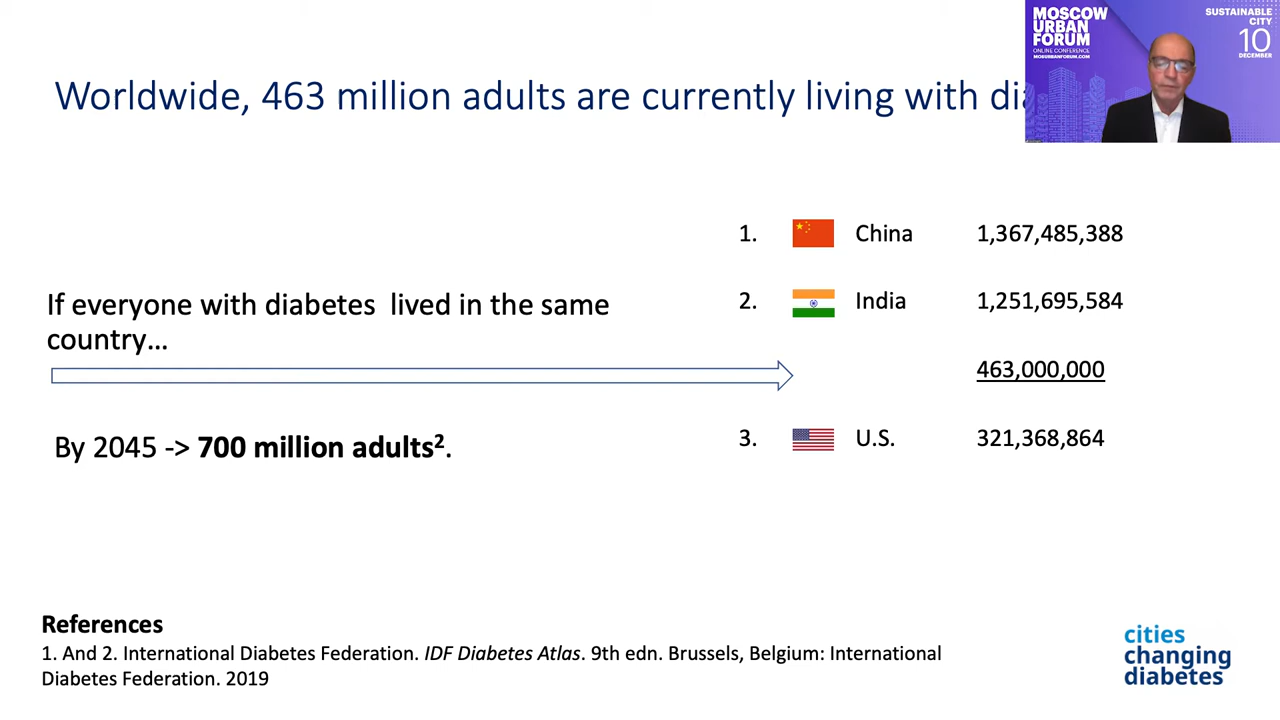 Worldwide, 463 million adults are currently living with
MOSCOW
URBAN
FORUM
ONLINE CONFERENCE
MOSURBANFORUM.COM
SUSTAINABLE
CITY
10
DECEMBER
1. China 1,367,485,388
2. India 1,251,695,584
If everyone with diabetes lived in the same
country...
463,000,000
3. U.S. 321,368,864
By 2045 -> 700 million adults².
References
1. And 2. International Diabetes Federation. IDF Diabetes Atlas. 9th edn. Brussels, Belgium: International
Diabetes Federation. 2019
cities
changing
diabetes